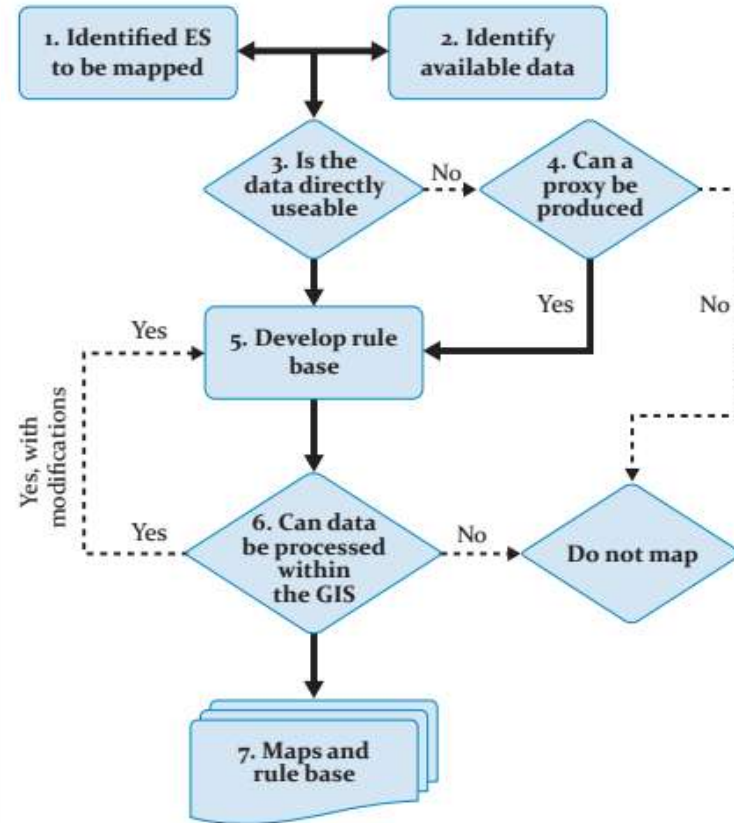 1. Identified ES
to be mapped
2. Identify
available data
3. Is the
data directly
useable
No
4. Can a
proxy be
produced
Yes
No
Yes
5. Develop rule
base
Yes, with
modifications
Yes
6. Can data
be processed
within
the GIS
No
Do not map
7. Maps and
rule base